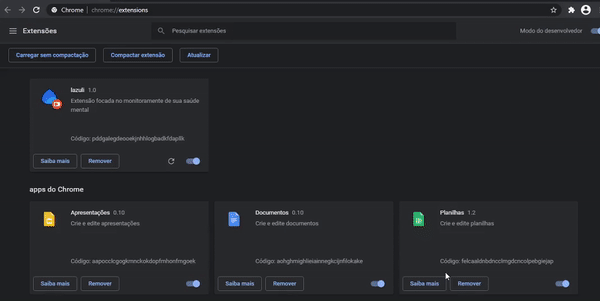 Chrome | chrome://extensions
Extensões
Pesquisar extensões
Modo do desenvolvedor
Carregar sem compactação
Compactar extensão
Atualizar
lazuli 1.0
Extensão focada no monitoramente de sua saúde
mental
Saiba mais
Remover
apps do Chrome
Apresentações 0.10
Crie e edite apresentações
Código: aapocclcgogkmnckokdopfmhonfmgoek
Saiba mais
Remover
Documentos 0.10
Crie e edite documentos
Código: aohghmighlieiainnegkcijnfilokake
Saiba mais
Remover
Planilhas 1.2
Crie e edite planilhas
Código: felcaaldnbdncclmgdcncolpebgiejap
Saiba mais
Remover